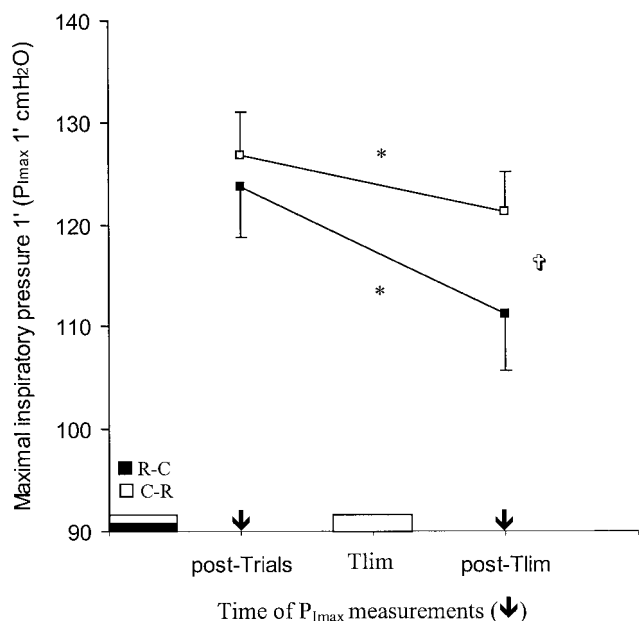 140
130
120
110
100
90
Maximal inspiratory pressure 1' (PImax 1' cmH2O)
*
*
✞
R-C
C-R
post-Trials
Tlim
post-Tlim
Time of PImax measurements (↓)